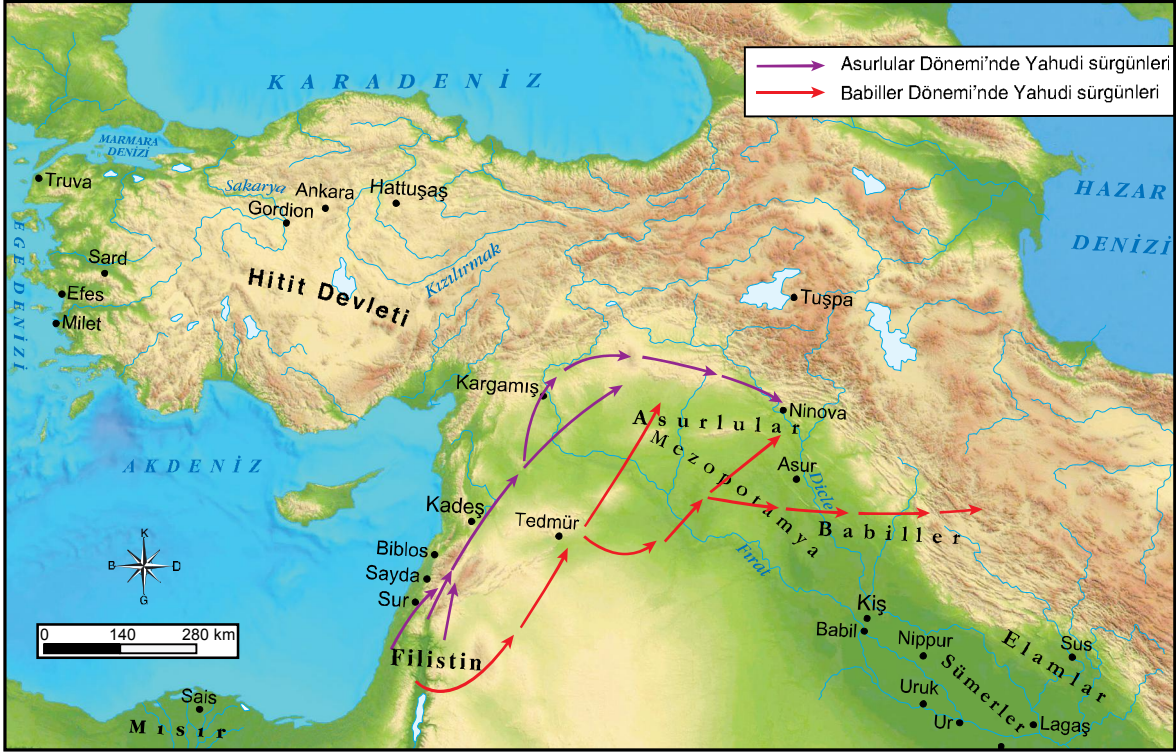 KARADENİZ
Asurlular Dönemi'nde Yahudi sürgünleri
Babiller Dönemi'nde Yahudi sürgünleri
MARMARA
DENİZİ
Truva
Sakarya
Ankara
Hattuşaş
Gordion
HAZAR
DENİZİ
EGE DENİZİ
Sard
Efes
Milet
Hitit Devleti
Kızılırmak
Tuşpa
Kargamış
Ninova
Asurlular
Mezopotamya
AKDENİZ
Asur
Dicle
Kadeş
Tedmür
Babiller
Biblos
Fırat
Sayda
Sur
K
B
D
G
0 140 280 km
Kiş
Babil
Nippur
Elamlar
Sus
Filistin
Sümerler
Uruk
Ur
Lagaş
Sais
Mısır